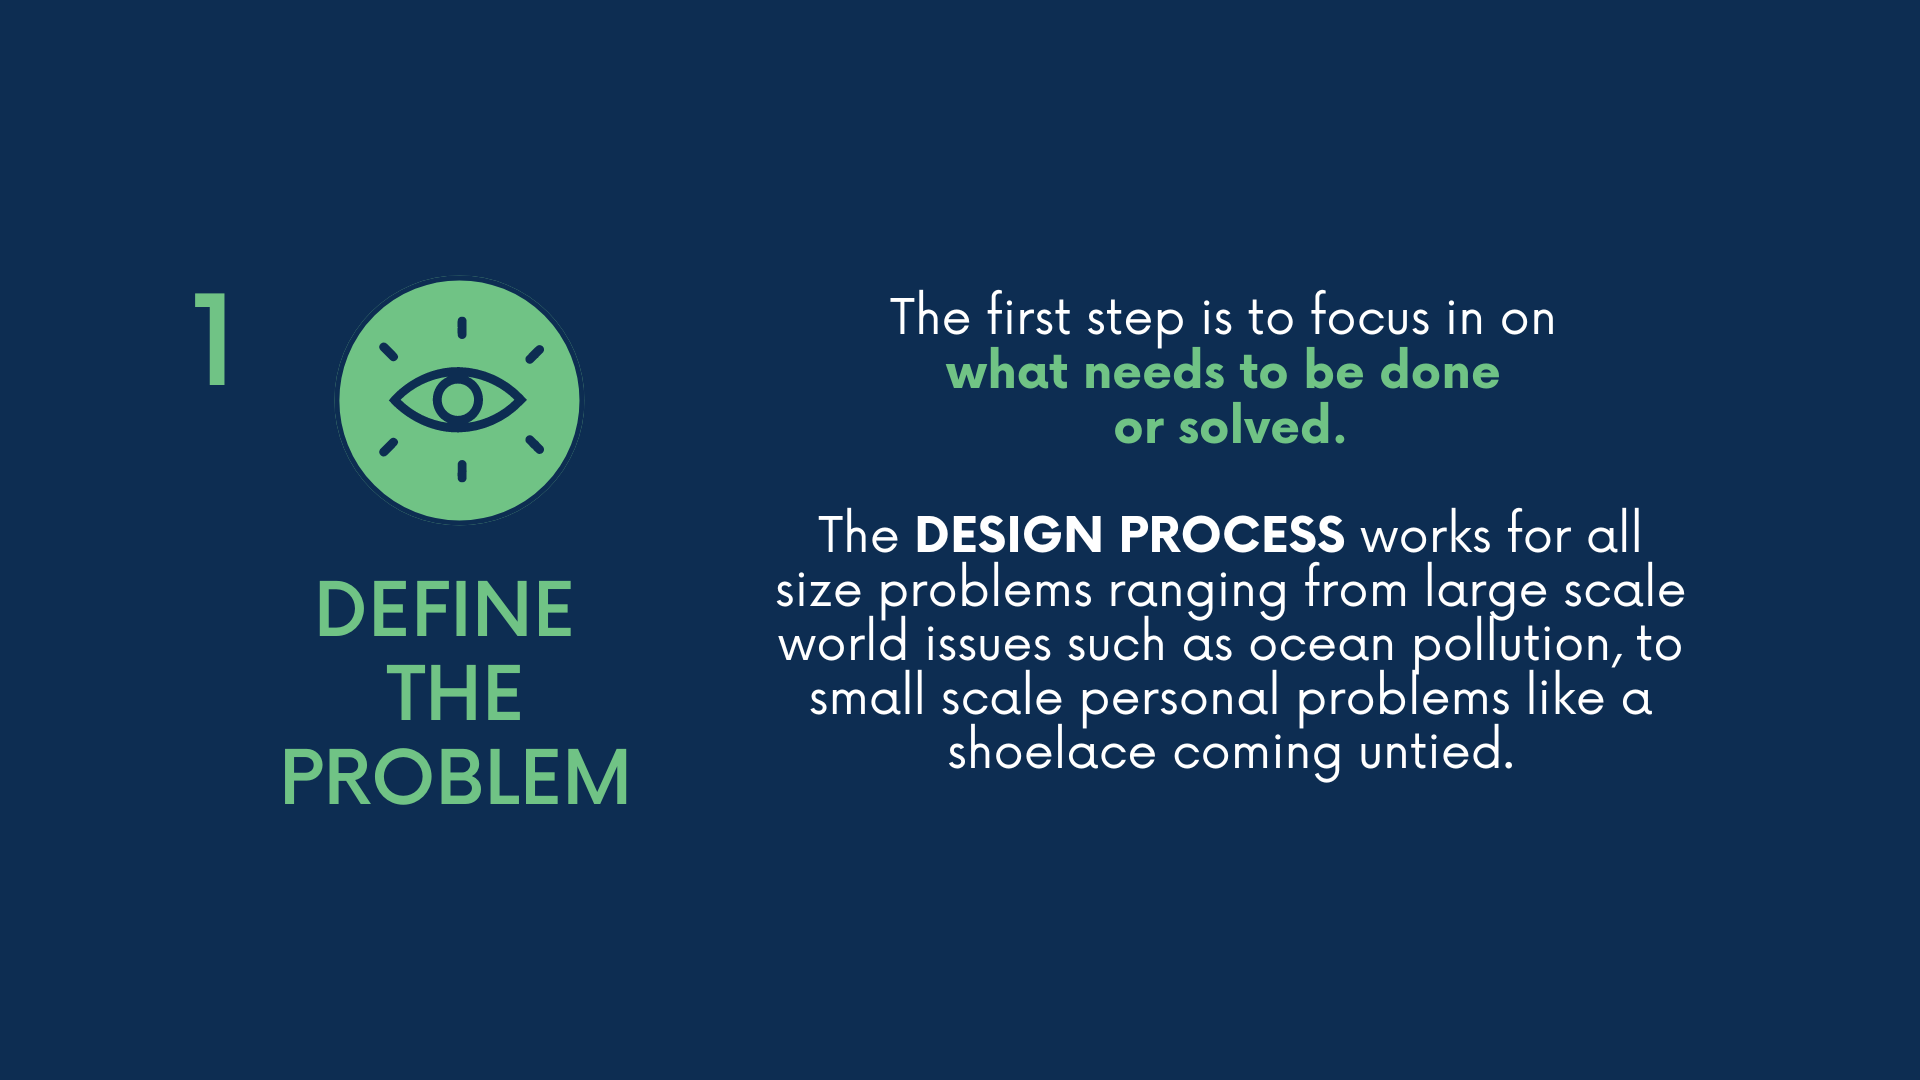 1
DEFINE
THE
PROBLEM
The first step is to focus in on
what needs to be done
or solved.
The DESIGN PROCESS works for all
size problems ranging from large scale
world issues such as ocean pollution, to
small scale personal problems like a
shoelace coming untied.